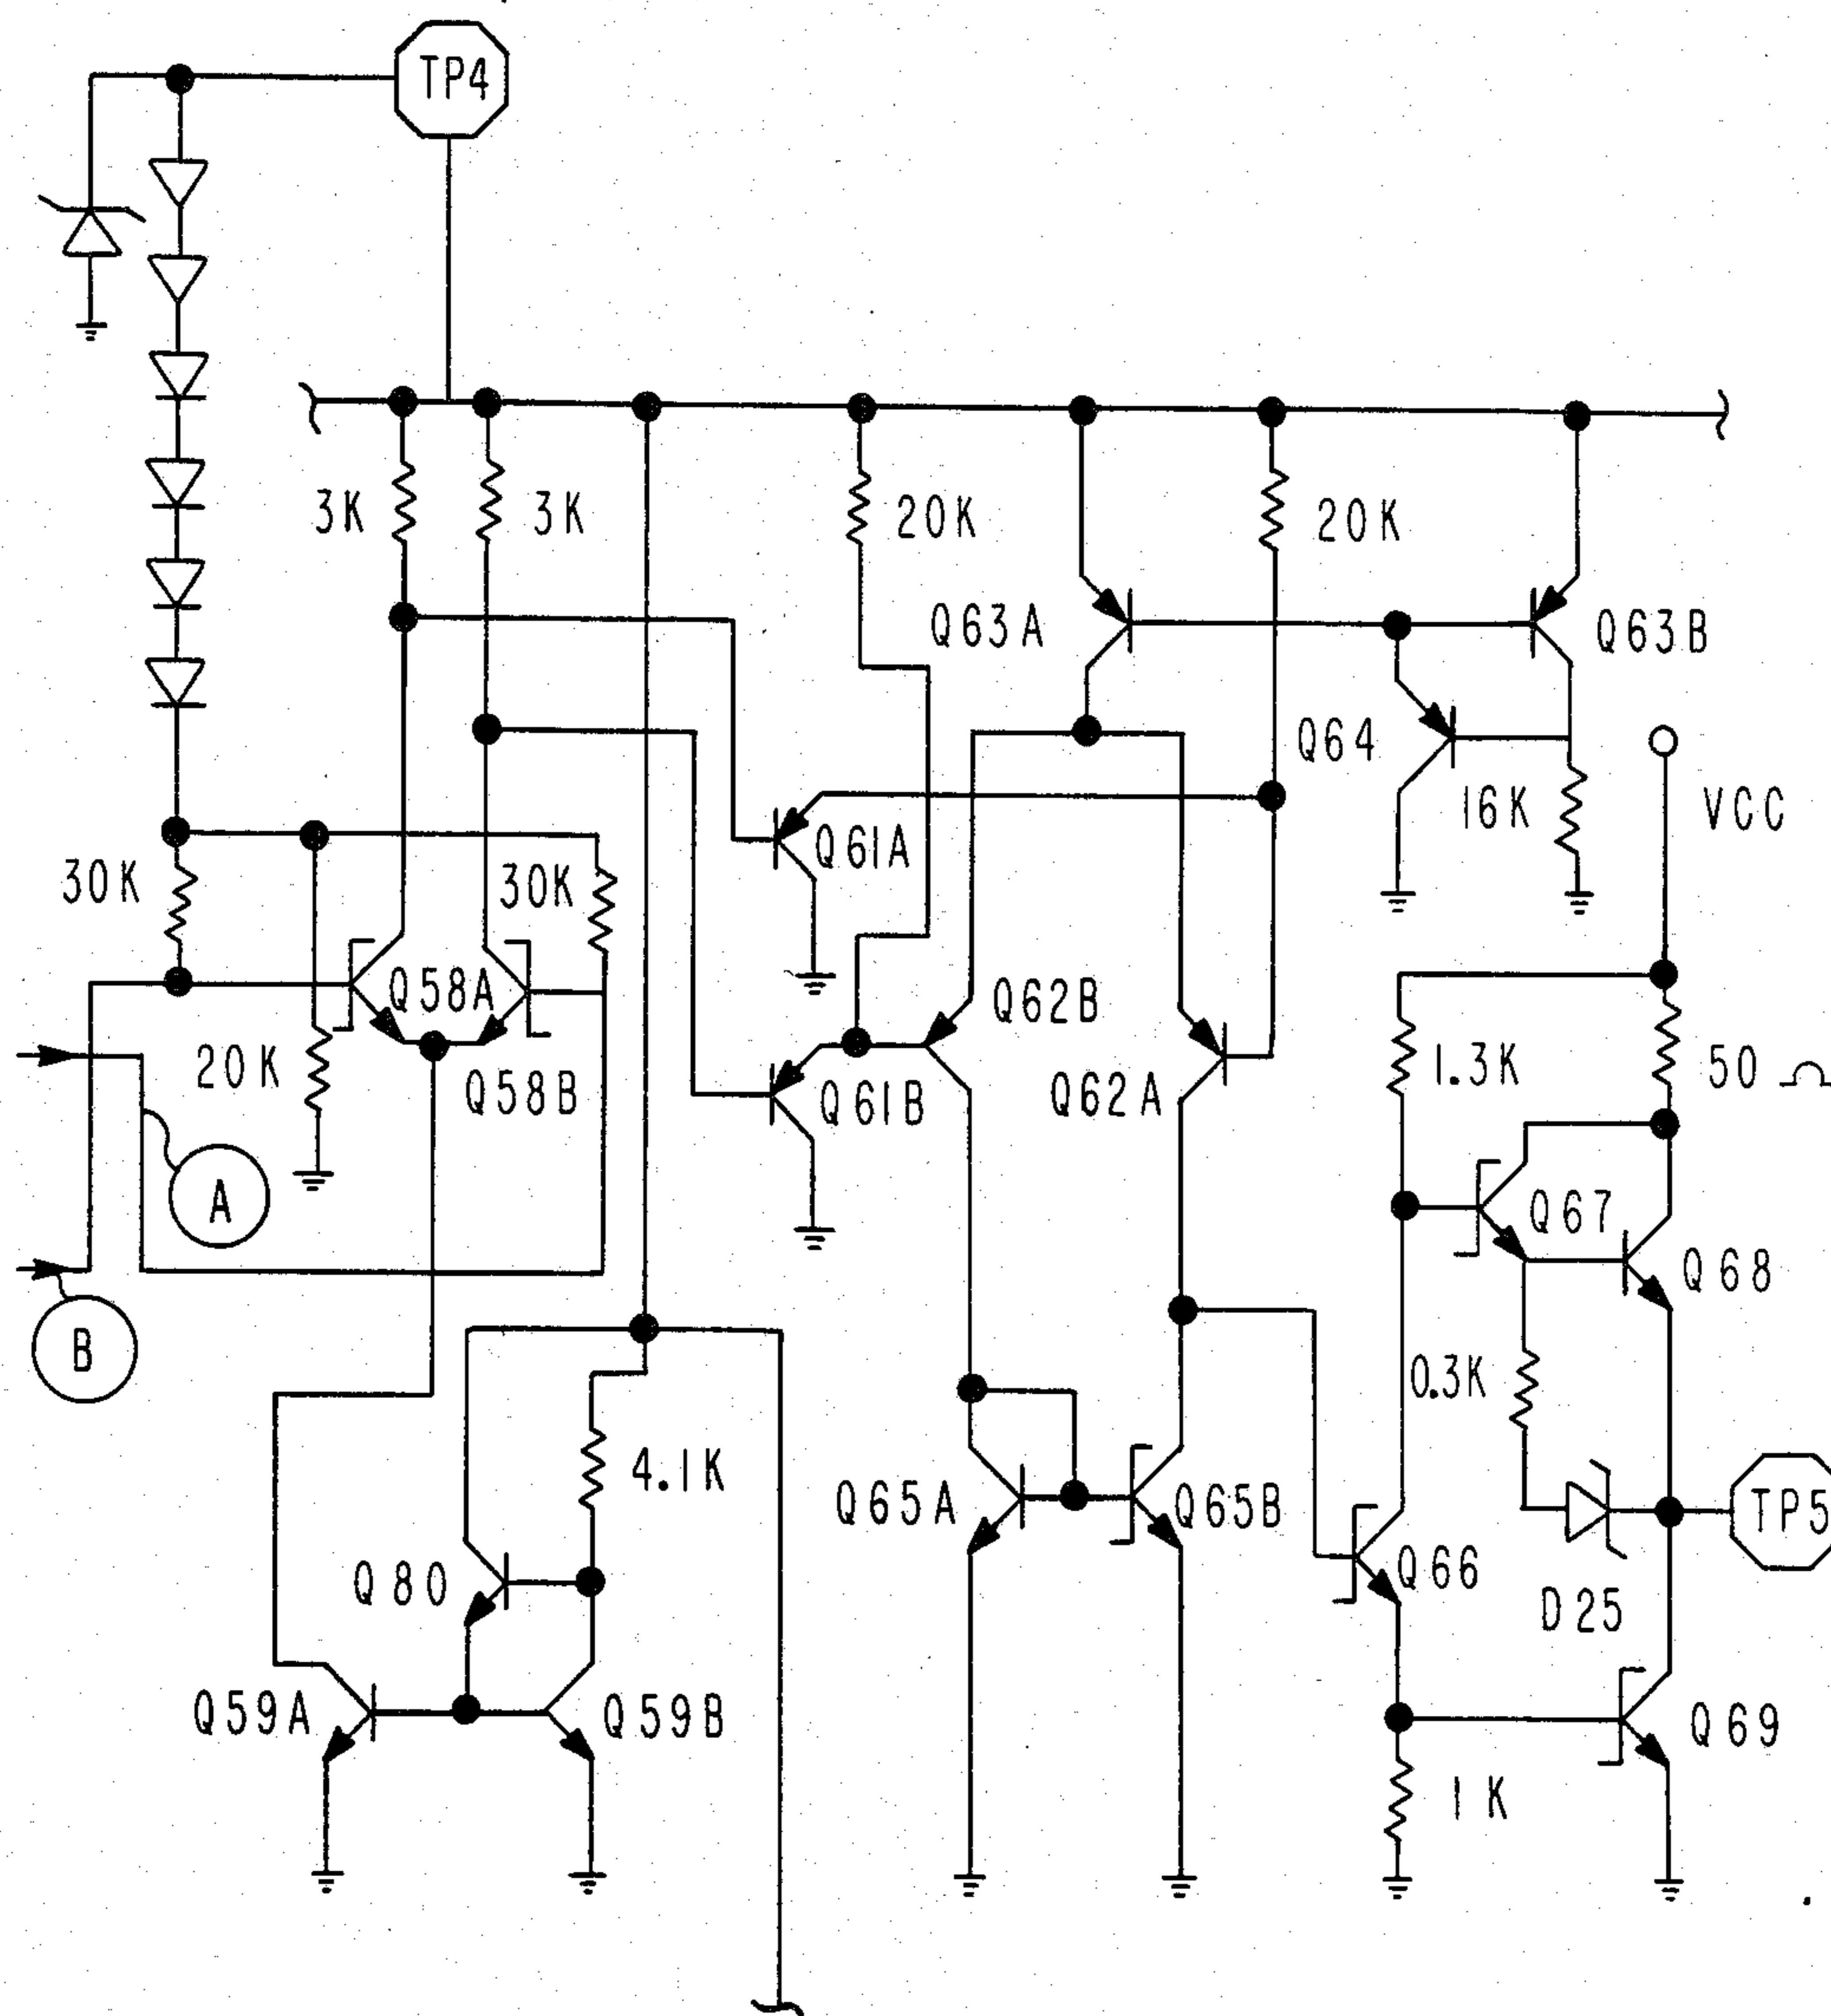 TP4
3K
3K
20K
20K
Q63A
Q63B
Q64
16K
VCC
Q61A
30K
30K
Q58A
Q62B
20K
Q58B
Q61B
Q62A
1.3K
50 Ω
A
Q67
Q68
B
0.3K
4.1K
Q65A
Q65B
TP5
Q80
Q66
D25
Q59A
Q59B
Q69
1K